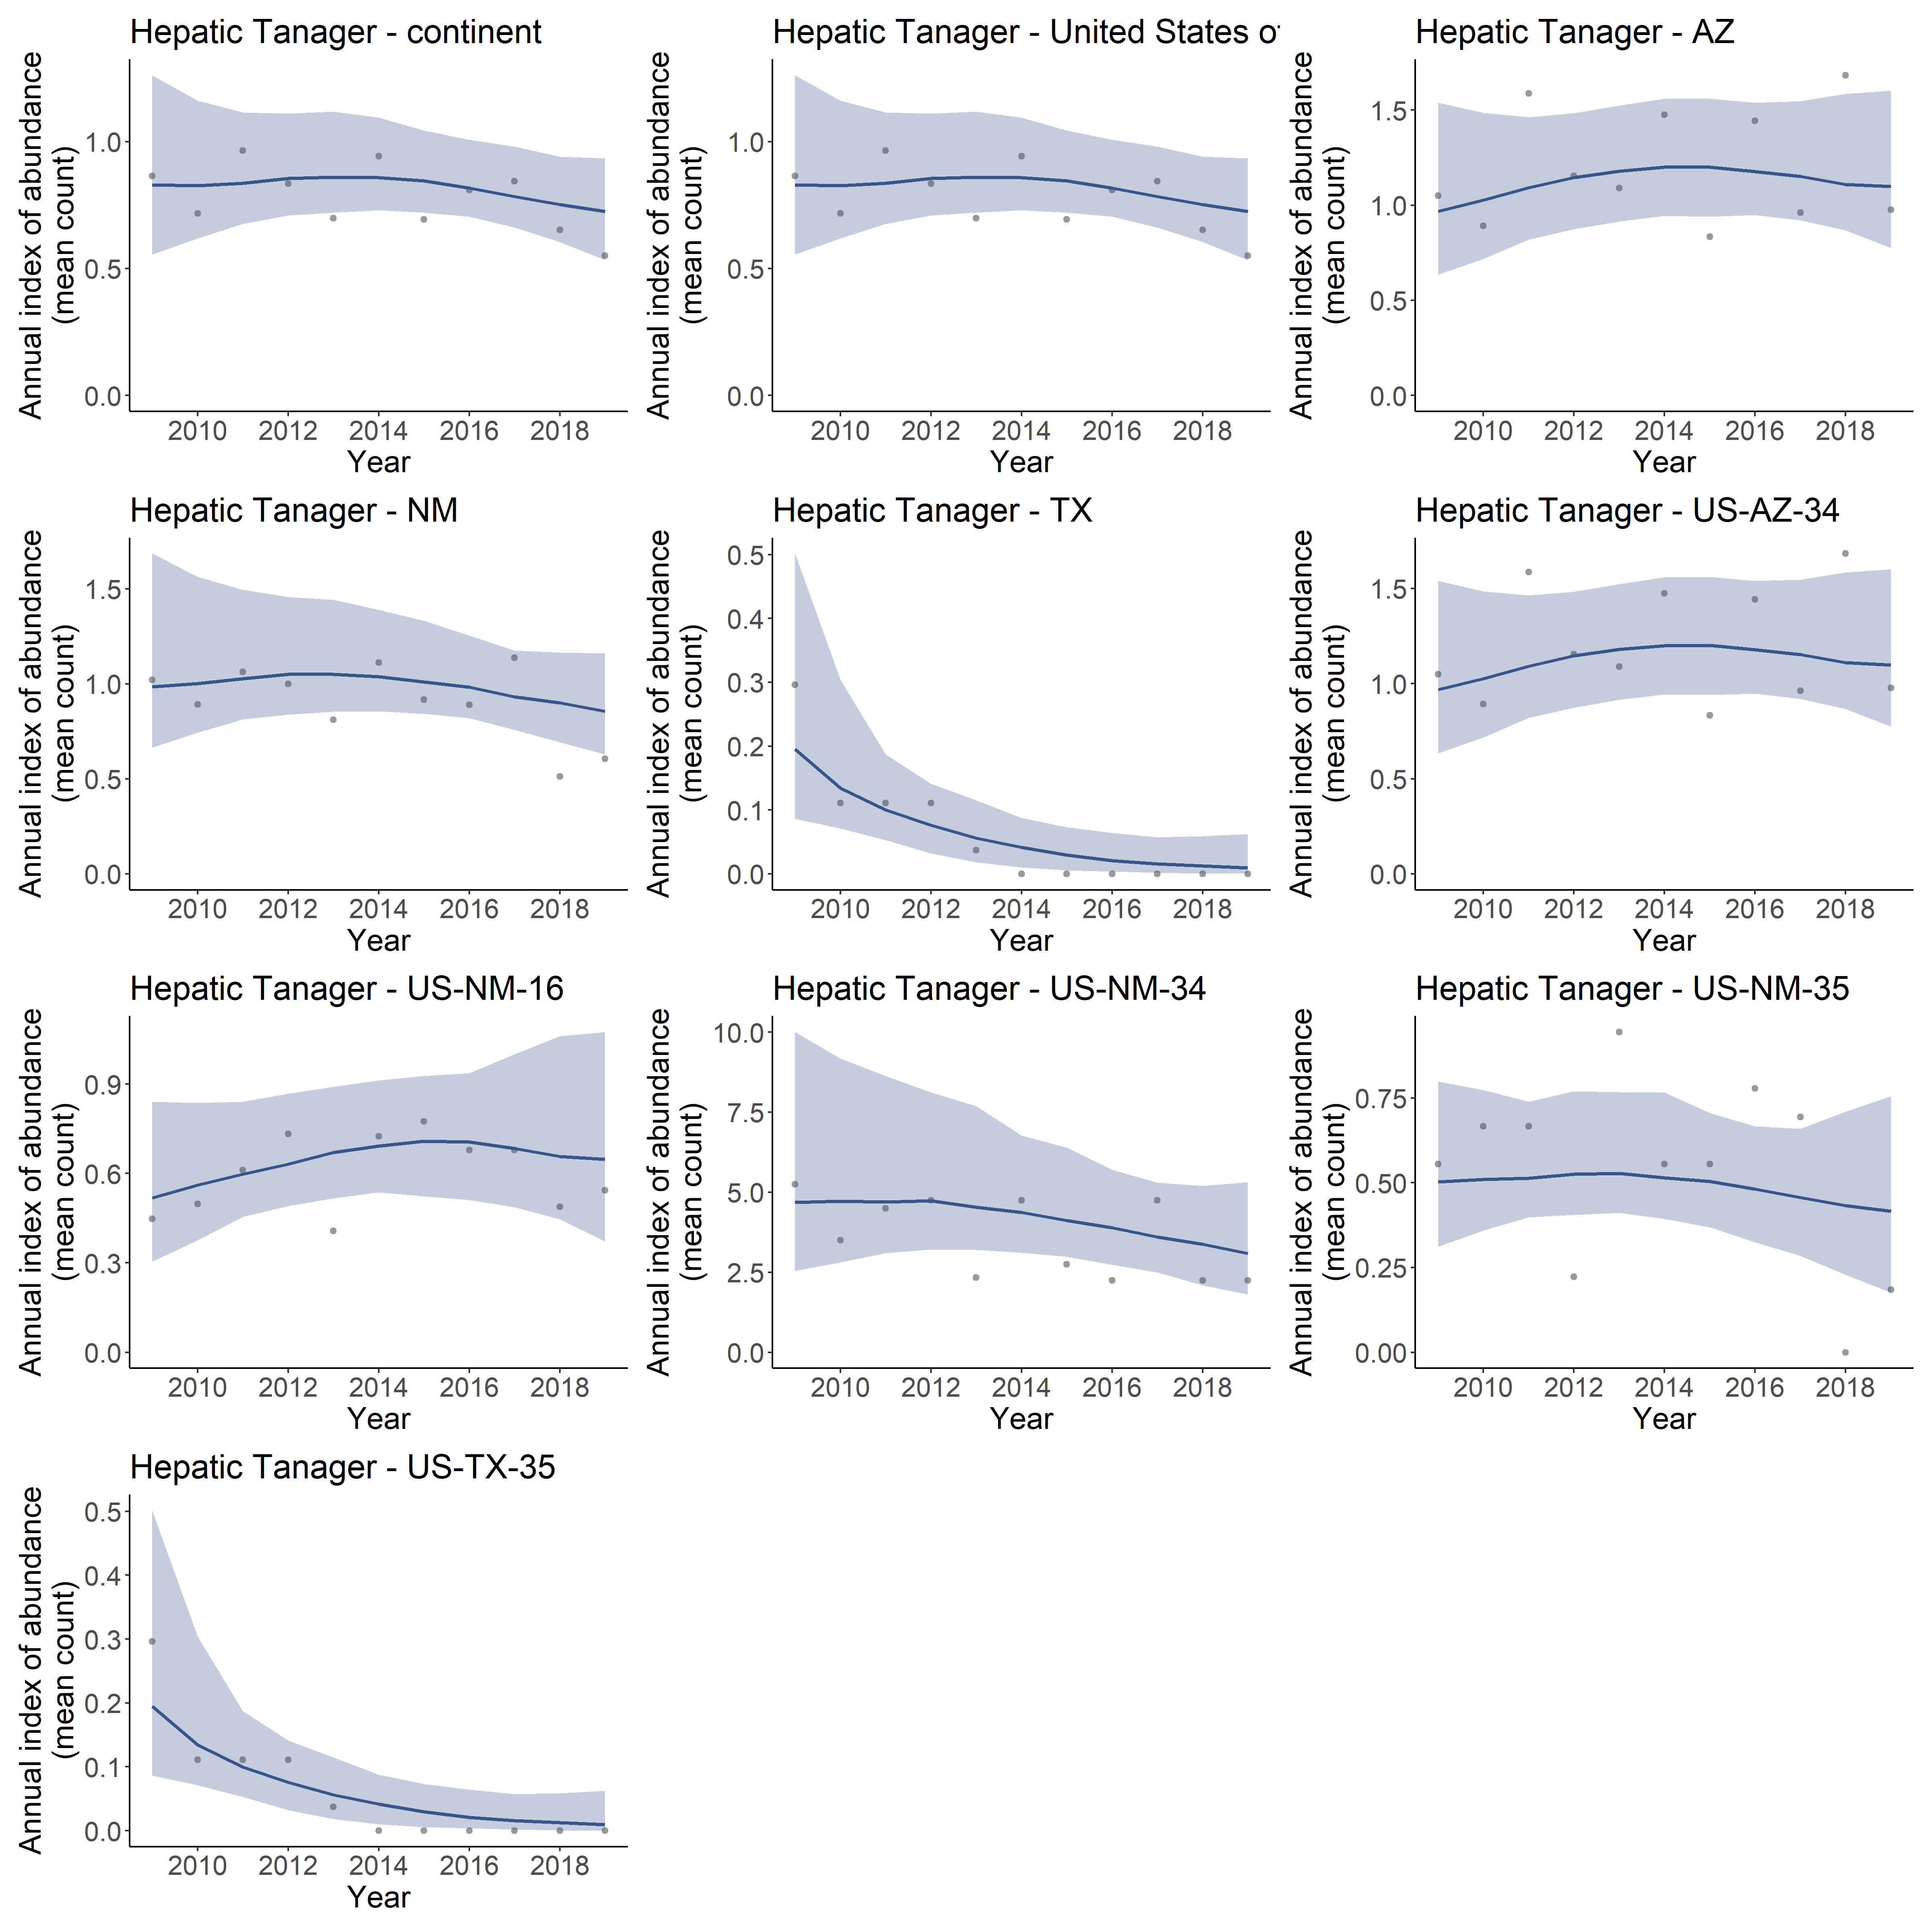 Hepatic Tanager - continent
Annual index of abundance
(mean count)
1.0
0.5
0.0
2010 2012 2014 2016 2018
Year
Hepatic Tanager - United States of
Annual index of abundance
(mean count)
1.0
0.5
0.0
2010 2012 2014 2016 2018
Year
Hepatic Tanager - AZ
Annual index of abundance
(mean count)
1.5
1.0
0.5
0.0
2010 2012 2014 2016 2018
Year
Hepatic Tanager - NM
Annual index of abundance
(mean count)
1.5
1.0
0.5
0.0
2010 2012 2014 2016 2018
Year
Hepatic Tanager - TX
Annual index of abundance
(mean count)
0.5
0.4
0.3
0.2
0.1
0.0
2010 2012 2014 2016 2018
Year
Hepatic Tanager - US-AZ-34
Annual index of abundance
(mean count)
1.5
1.0
0.5
0.0
2010 2012 2014 2016 2018
Year
Hepatic Tanager - US-NM-16
Annual index of abundance
(mean count)
0.9
0.6
0.3
0.0
2010 2012 2014 2016 2018
Year
Hepatic Tanager - US-NM-34
Annual index of abundance
(mean count)
10.0
7.5
5.0
2.5
0.0
2010 2012 2014 2016 2018
Year
Hepatic Tanager - US-NM-35
Annual index of abundance
(mean count)
0.75
0.50
0.25
0.00
2010 2012 2014 2016 2018
Year
Hepatic Tanager - US-TX-35
Annual index of abundance
(mean count)
0.5
0.4
0.3
0.2
0.1
0.0
2010 2012 2014 2016 2018
Year